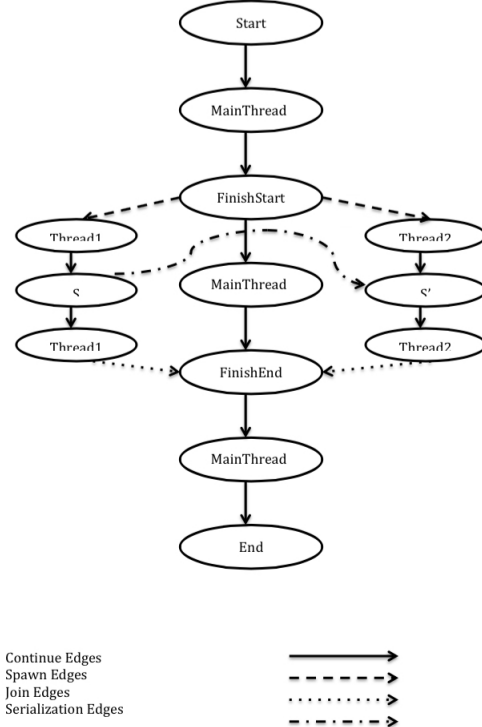 Start
MainThread
FinishStart
Thread1
Thread2
S
MainThread
S'
Thread1
Thread2
FinishEnd
MainThread
End
Continue Edges
Spawn Edges
Join Edges
Serialization Edges